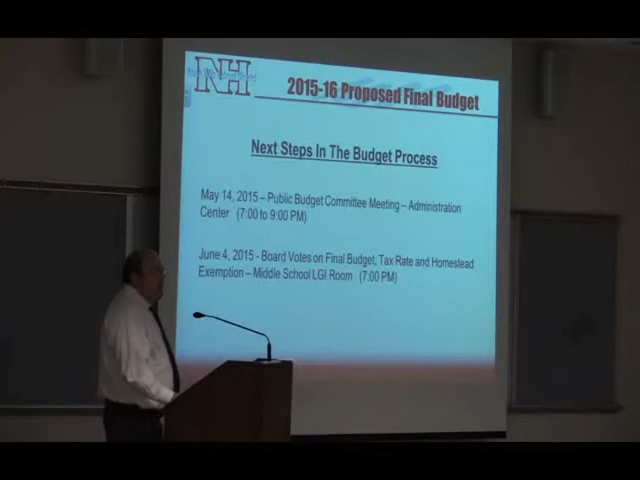 NH
2015-16 Proposed Final Budget
Next Steps In The Budget Process
May 14, 2015 – Public Budget Committee Meeting – Administration
Center (7:00 to 9:00 PM)
June 4, 2015 - Board Votes on Final Budget, Tax Rate and Homestead
Exemption – Middle School LGI Room (7:00 PM)